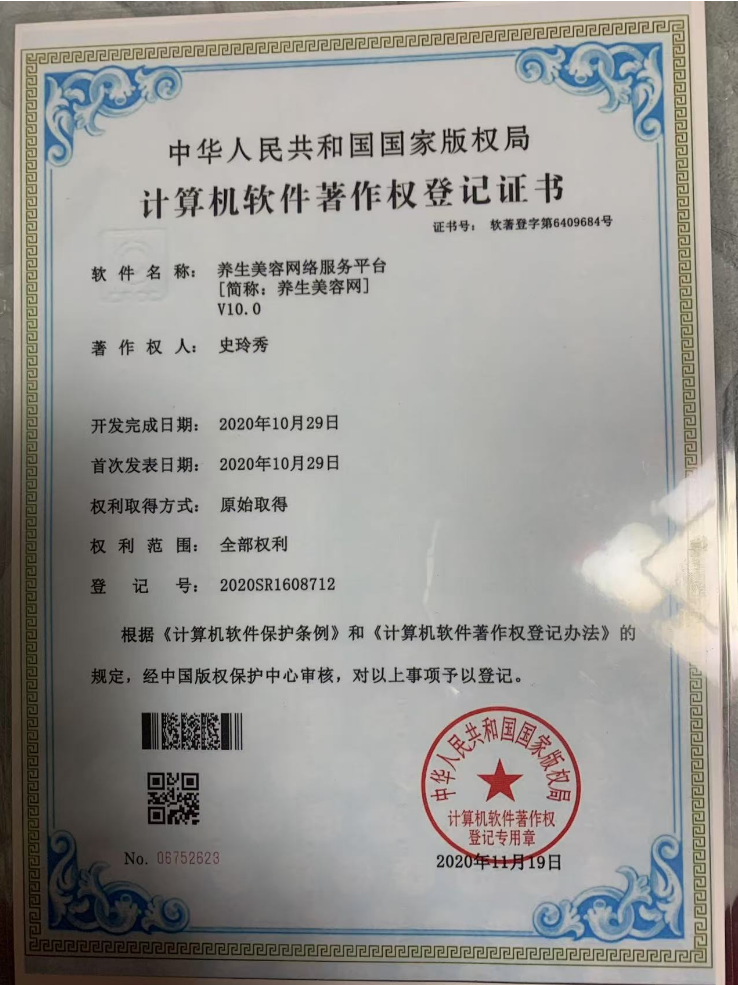 中华人民共和国国家版权局
计算机软件著作权登记证书
证书号： 软著登字第6409684号
软件名称： 养生美容网络服务平台
[简称：养生美容网]
V10.0
著作权人： 史玲秀
开发完成日期： 2020年10月29日
首次发表日期： 2020年10月29日
权利取得方式： 原始取得
权利范围： 全部权利
登记号： 2020SR1608712
根据《计算机软件保护条例》和《计算机软件著作权登记办法》的
规定，经中国版权保护中心审核，对以上事项予以登记。
中华人民共和国国家版权局
计算机软件著作权
登记专用章
No. 06752623
2020年11月19日